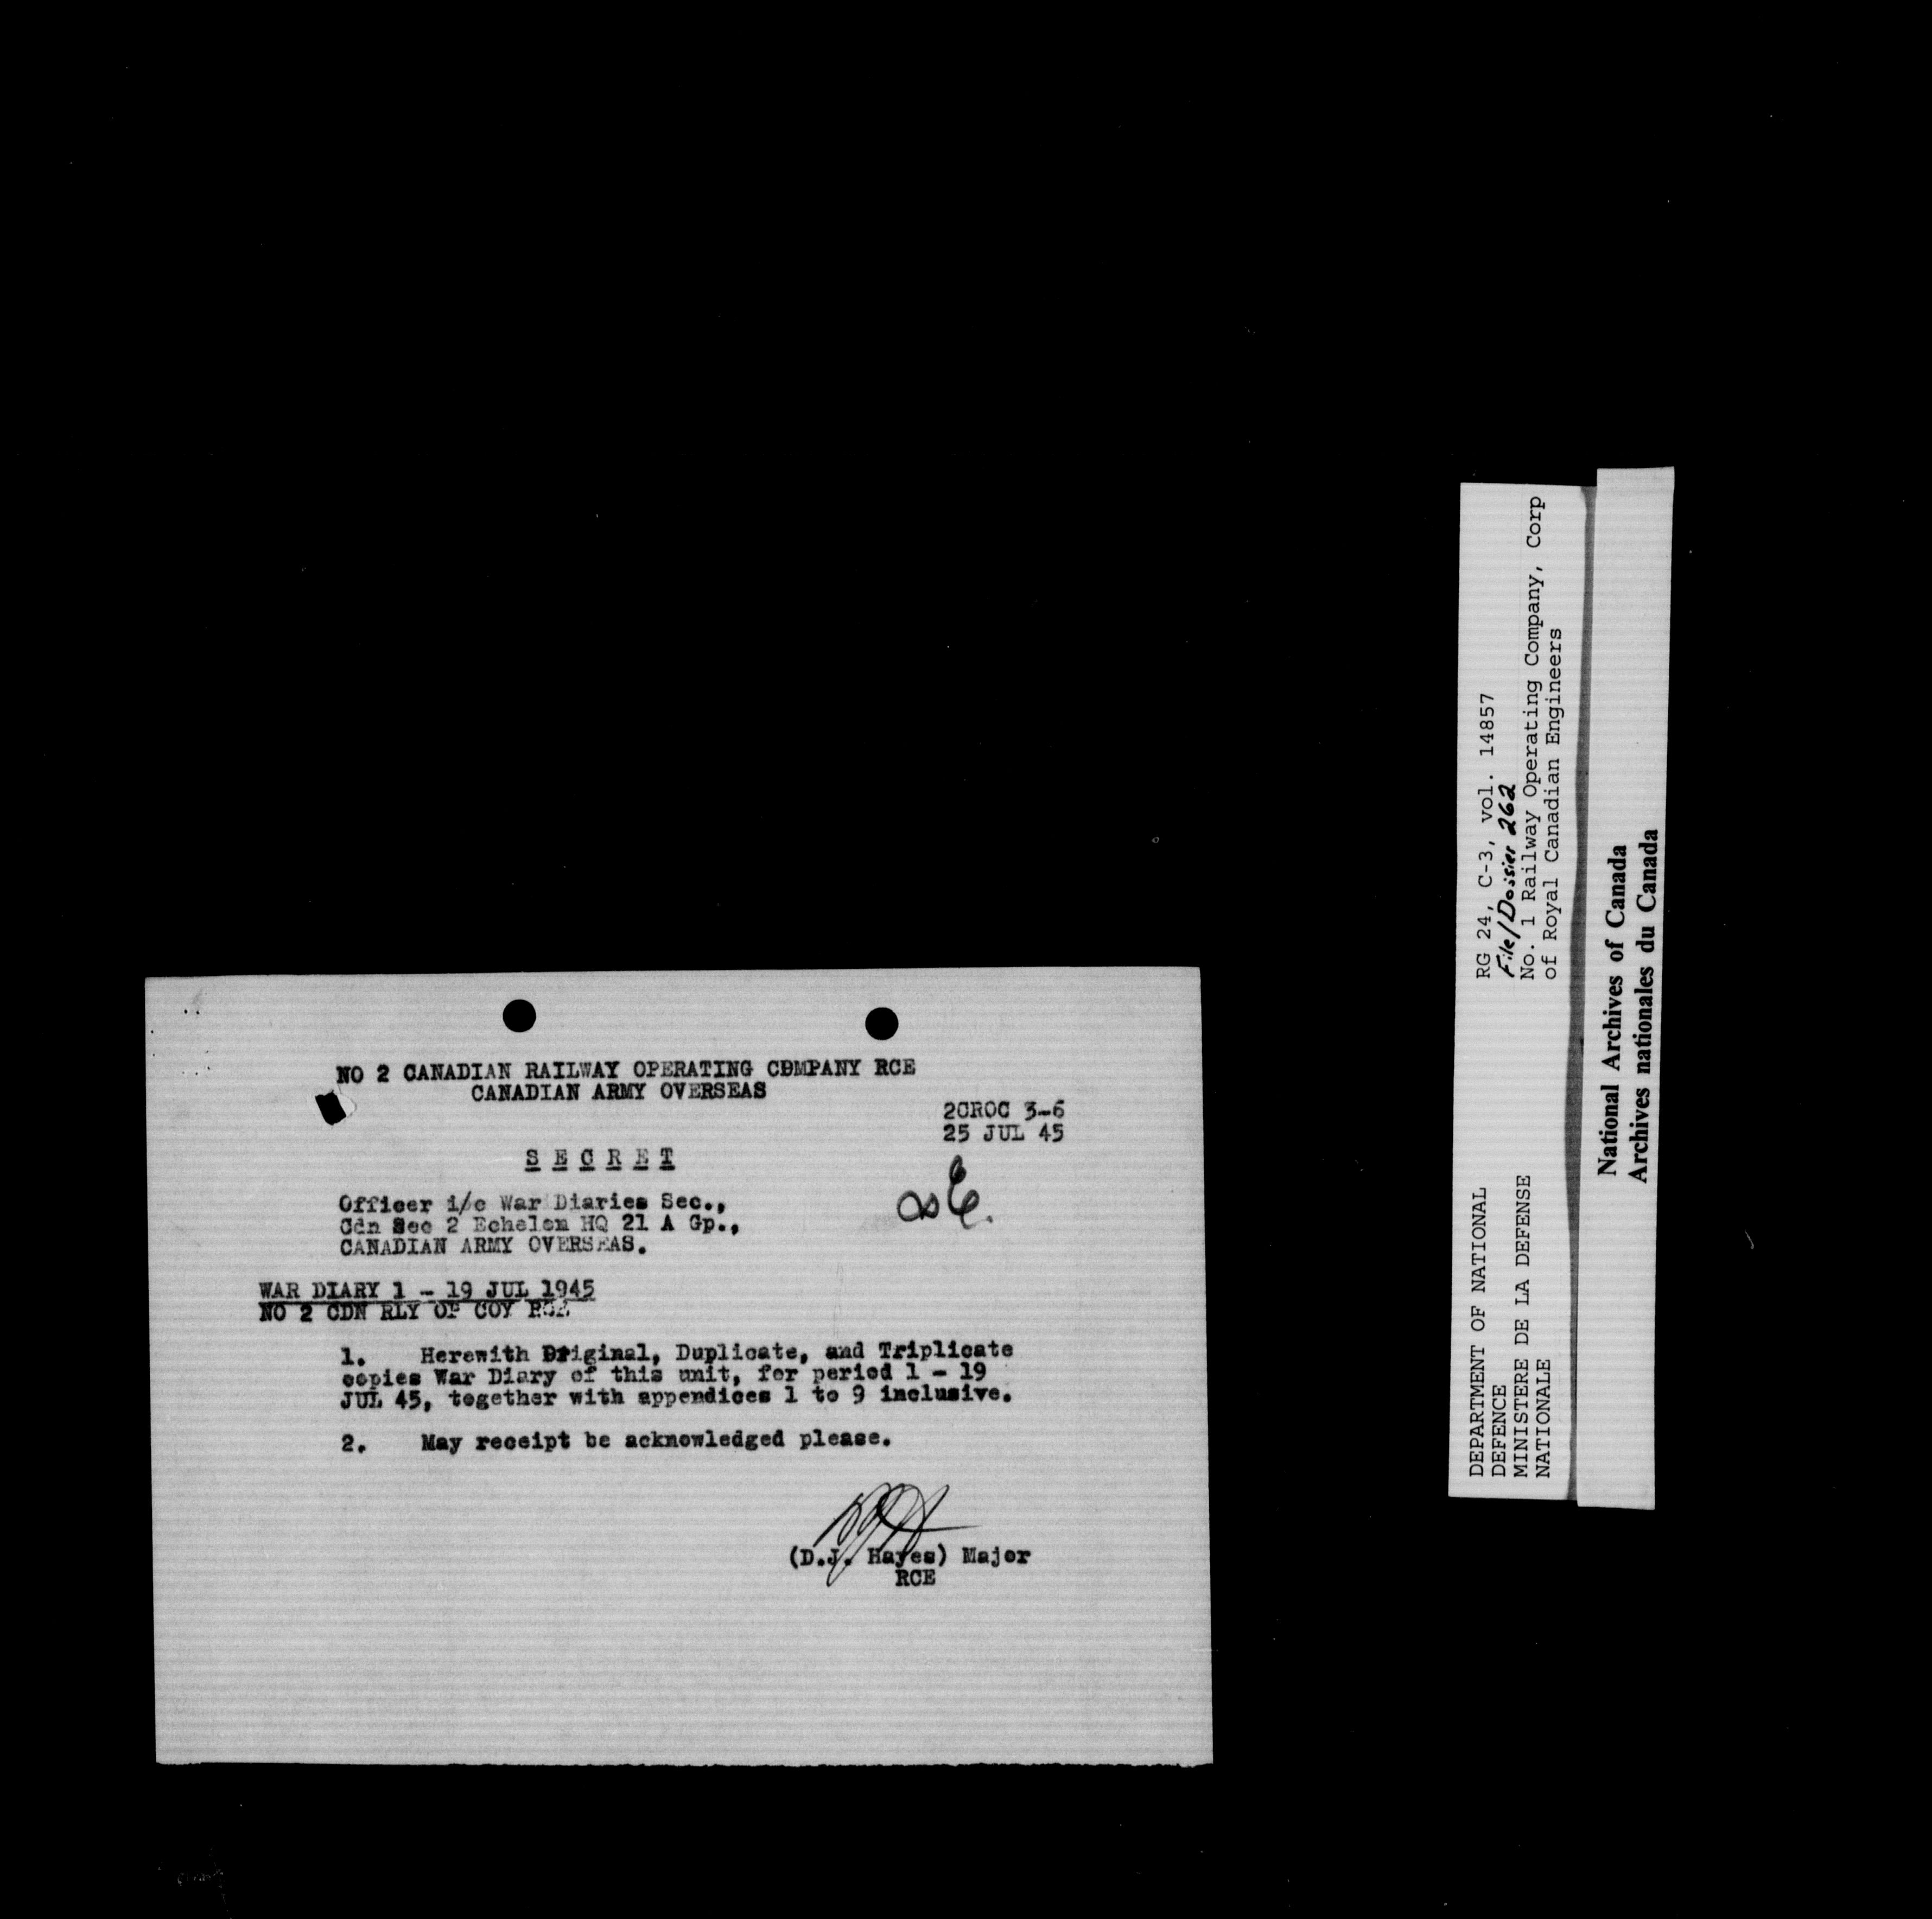 NO 2 CANADIAN RAILWAY OPERATING COMPANY RCE
CANADIAN ARMY OVERSEAS
2CROC 3-6
25 JUL 45
S E C R E T
Officer i/c War Diaries Sec.,
Cdn Sec 2 Echelon HQ 21 A Gp.,
CANADIAN ARMY OVERSEAS.
WAR DIARY 1 - 19 JUL 1945
NO 2 CDN RLY OP COY RCE
1. Herewith Original, Duplicate, and Triplicate
copies War Diary of this unit, for period 1 - 19
JUL 45, together with appendices 1 to 9 inclusive.
2. May receipt be acknowledged please.
(D.J. Hayes) Major
RCE
DEPARTMENT OF NATIONAL
DEFENCE
MINISTERE DE LA DEFENSE
NATIONALE
RG 24, C-3, vol. 14857
File/Dossier 262
No. 1 Railway Operating Company, Corp
of Royal Canadian Engineers
National Archives of Canada
Archives nationales du Canada